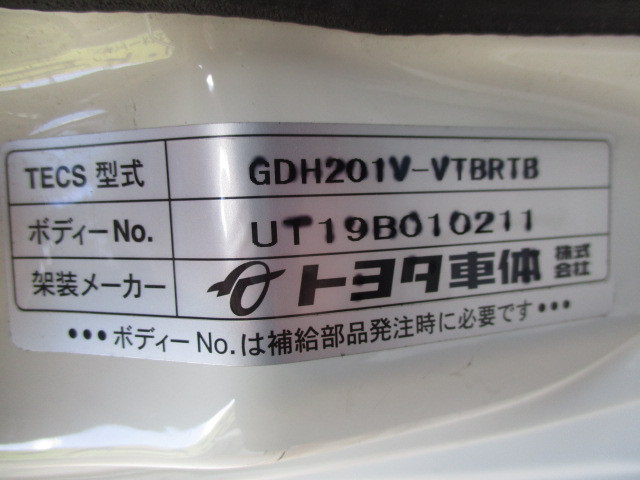 TECS 型式 GDH201V-VTBRTB
ボディーNo. UT19B010211
架装メーカー トヨタ車体 株式会社
•••ボディーNo.は補給部品発注時に必要です•••